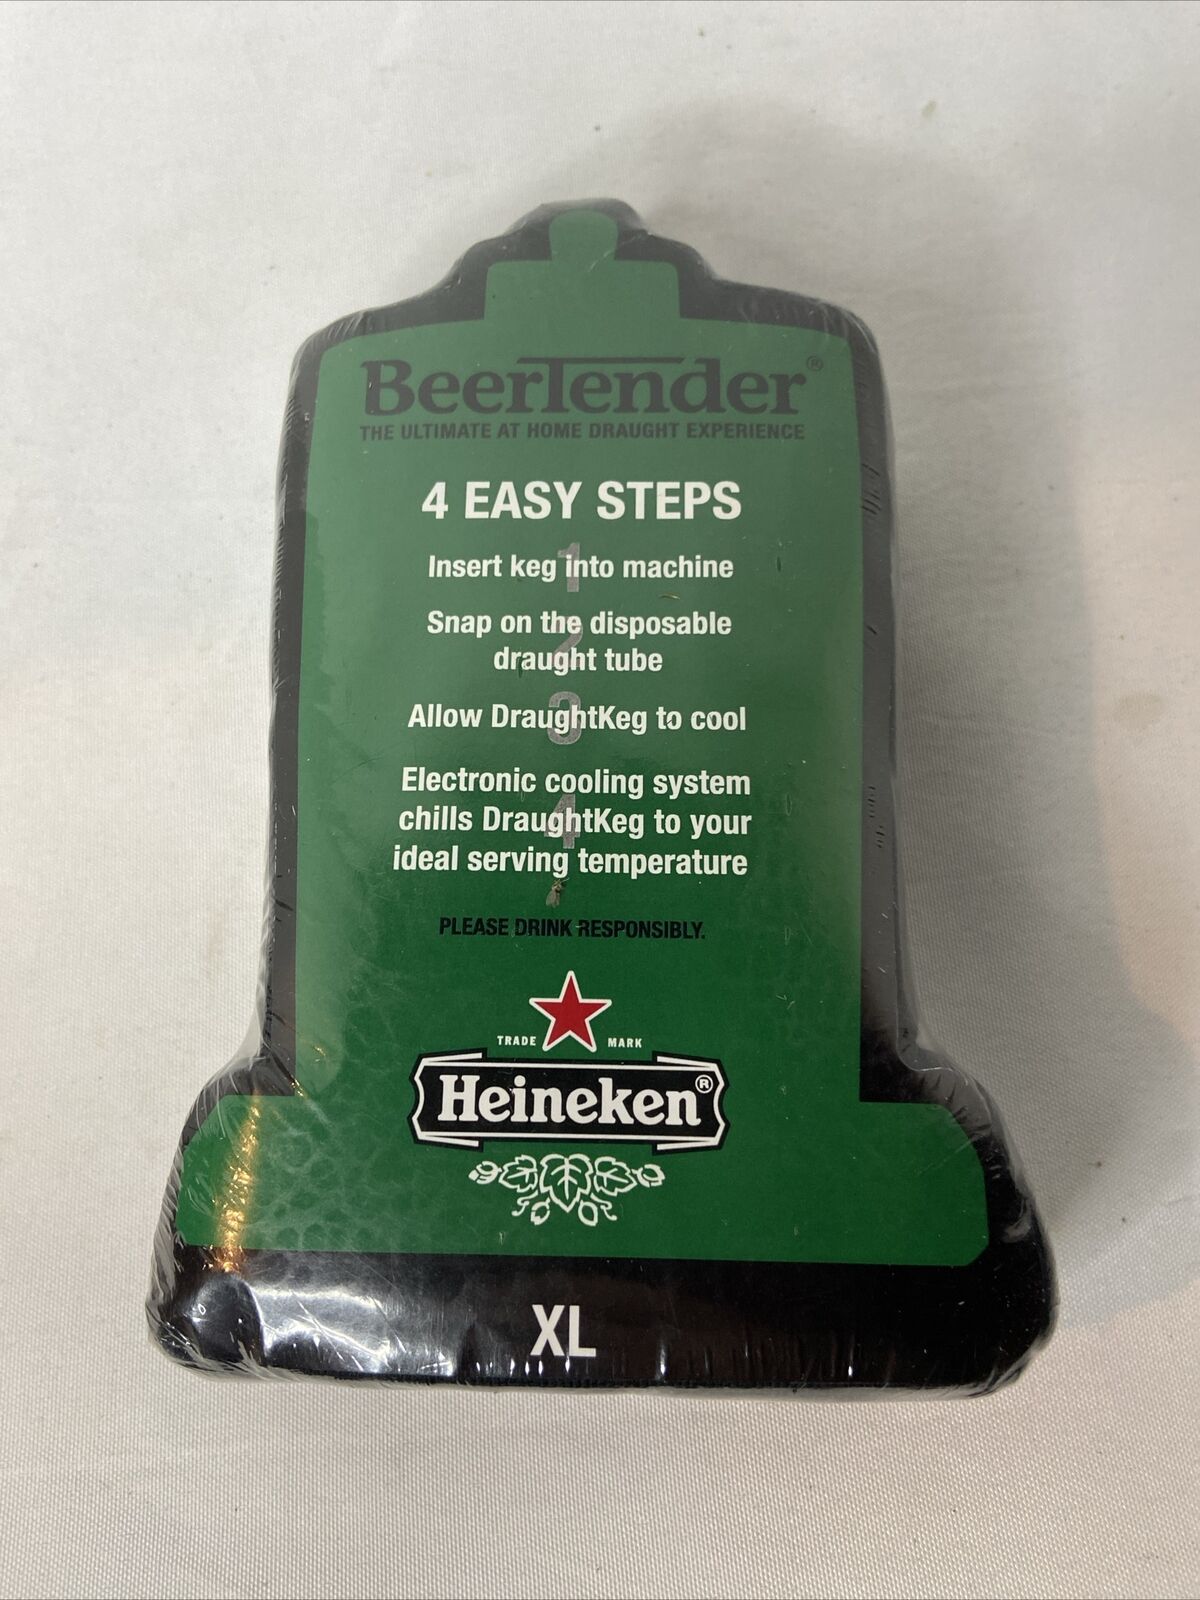 BeerTender®
THE ULTIMATE AT HOME DRAUGHT EXPERIENCE
4 EASY STEPS
1
Insert keg into machine
2
Snap on the disposable
draught tube
3
Allow DraughtKeg to cool
4
Electronic cooling system
chills DraughtKeg to your
ideal serving temperature
PLEASE DRINK RESPONSIBLY.
TRADE MARK
Heineken®
XL